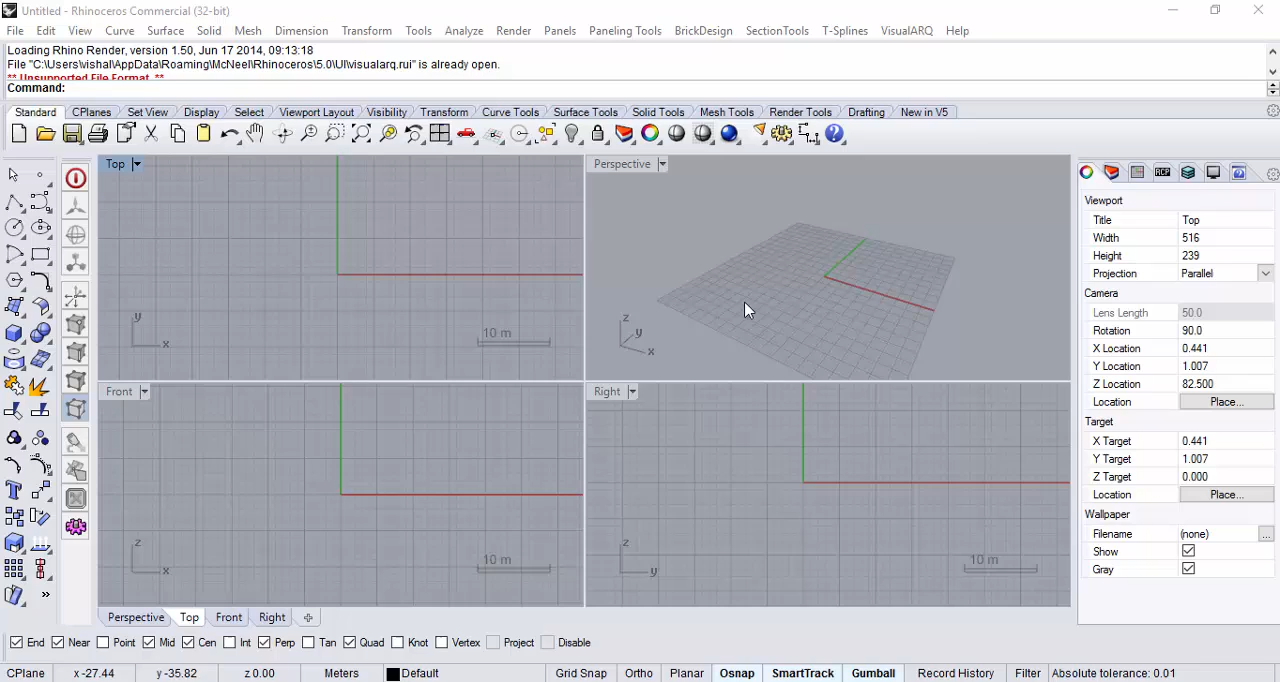 Untitled - Rhinoceros Commercial (32-bit)
File Edit View Curve Surface Solid Mesh Dimension Transform Tools Analyze Render Panels Paneling Tools BrickDesign SectionTools T-Splines VisualARQ Help
Loading Rhino Render, version 1.50, Jun 17 2014, 09:13:18
File "C:\Users\vishal\AppData\Roaming\McNeel\Rhinoceros\5.0\UI\visualarq.rui" is already open.
** Unsupported File Format **
Command:
Standard CPlanes Set View Display Select Viewport Layout Visibility Transform Curve Tools Surface Tools Solid Tools Mesh Tools Render Tools Drafting New in V5
Top
Perspective
RCP
Viewport
Title Top
Width 516
Height 239
Projection Parallel
Camera
Lens Length 50.0
Rotation 90.0
X Location 0.441
Y Location 1.007
Z Location 82.500
Location Place...
Target
X Target 0.441
Y Target 1.007
Z Target 0.000
Location Place...
Wallpaper
Filename (none) ...
Show
Gray
y
x
10 m
z
y
x
Front
Right
z
x
10 m
z
y
10 m
Perspective Top Front Right
End Near Point Mid Cen Int Perp Tan Quad Knot Vertex Project Disable
CPlane x -27.44 y -35.82 z 0.00 Meters Default Grid Snap Ortho Planar Osnap SmartTrack Gumball Record History Filter Absolute tolerance: 0.01